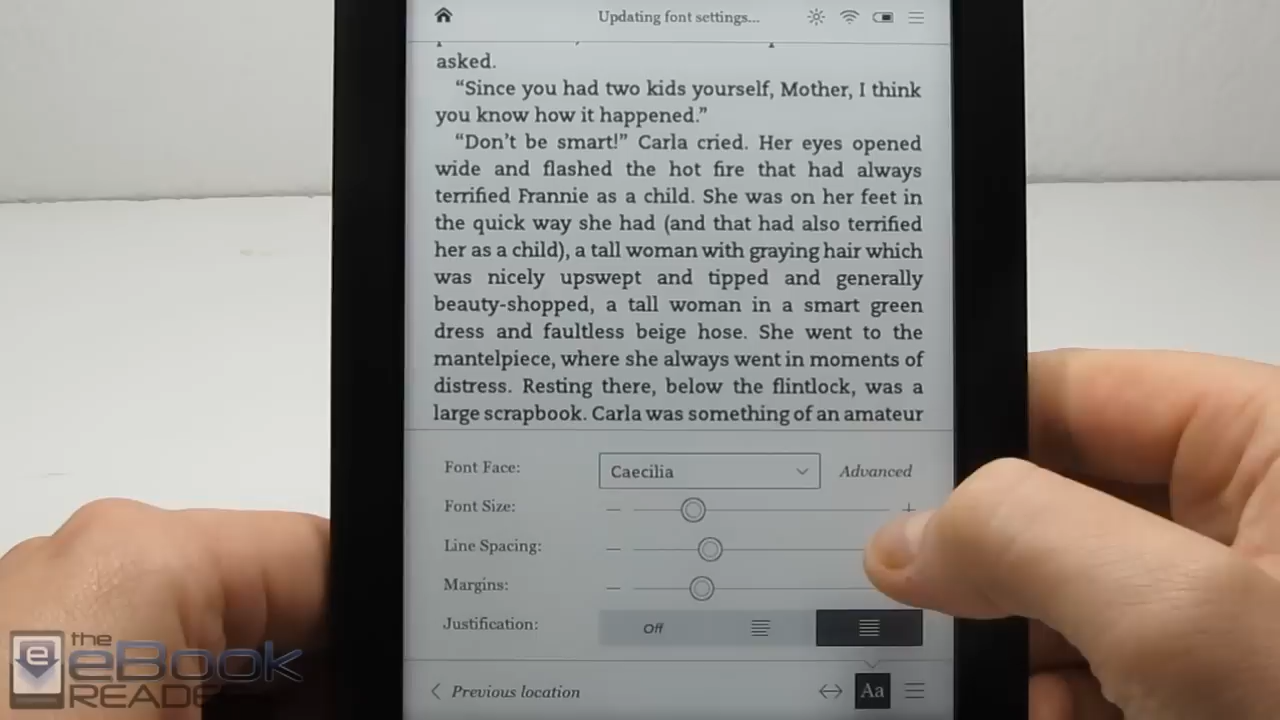 Updating font settings...
asked.
“Since you had two kids yourself, Mother, I think
you know how it happened.”
“Don't be smart!” Carla cried. Her eyes opened
wide and flashed the hot fire that had always
terrified Frannie as a child. She was on her feet in
the quick way she had (and that had also terrified
her as a child), a tall woman with graying hair which
was nicely upswept and tipped and generally
beauty-shopped, a tall woman in a smart green
dress and faultless beige hose. She went to the
mantelpiece, where she always went in moments of
distress. Resting there, below the flintlock, was a
large scrapbook. Carla was something of an amateur
Font Face:
Caecilia
Advanced
Font Size:
Line Spacing:
Margins:
Justification:
Off
Previous location
Aa
the
eBook
READER